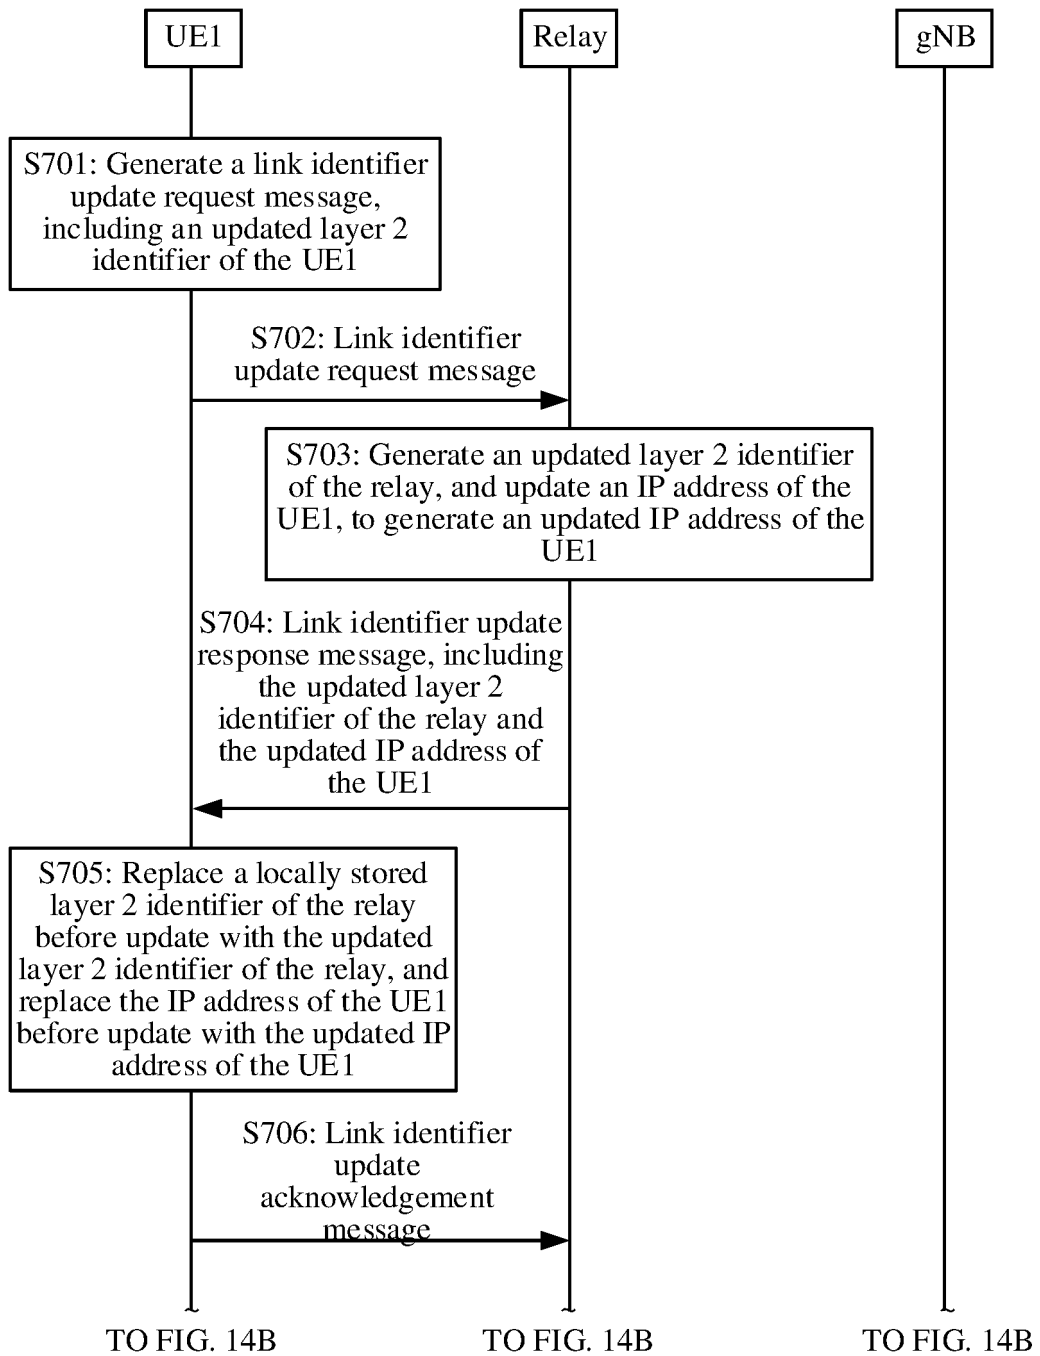 UE1
Relay
gNB
S701: Generate a link identifier
update request message,
including an updated layer 2
identifier of the UE1
S702: Link identifier
update request message
S703: Generate an updated layer 2 identifier
of the relay, and update an IP address of the
UE1, to generate an updated IP address of the
UE1
S704: Link identifier update
response message, including
the updated layer 2
identifier of the relay and
the updated IP address of
the UE1
S705: Replace a locally stored
layer 2 identifier of the relay
before update with the updated
layer 2 identifier of the relay, and
replace the IP address of the UE1
before update with the updated IP
address of the UE1
S706: Link identifier
update
acknowledgement
message
TO FIG. 14B
TO FIG. 14B
TO FIG. 14B